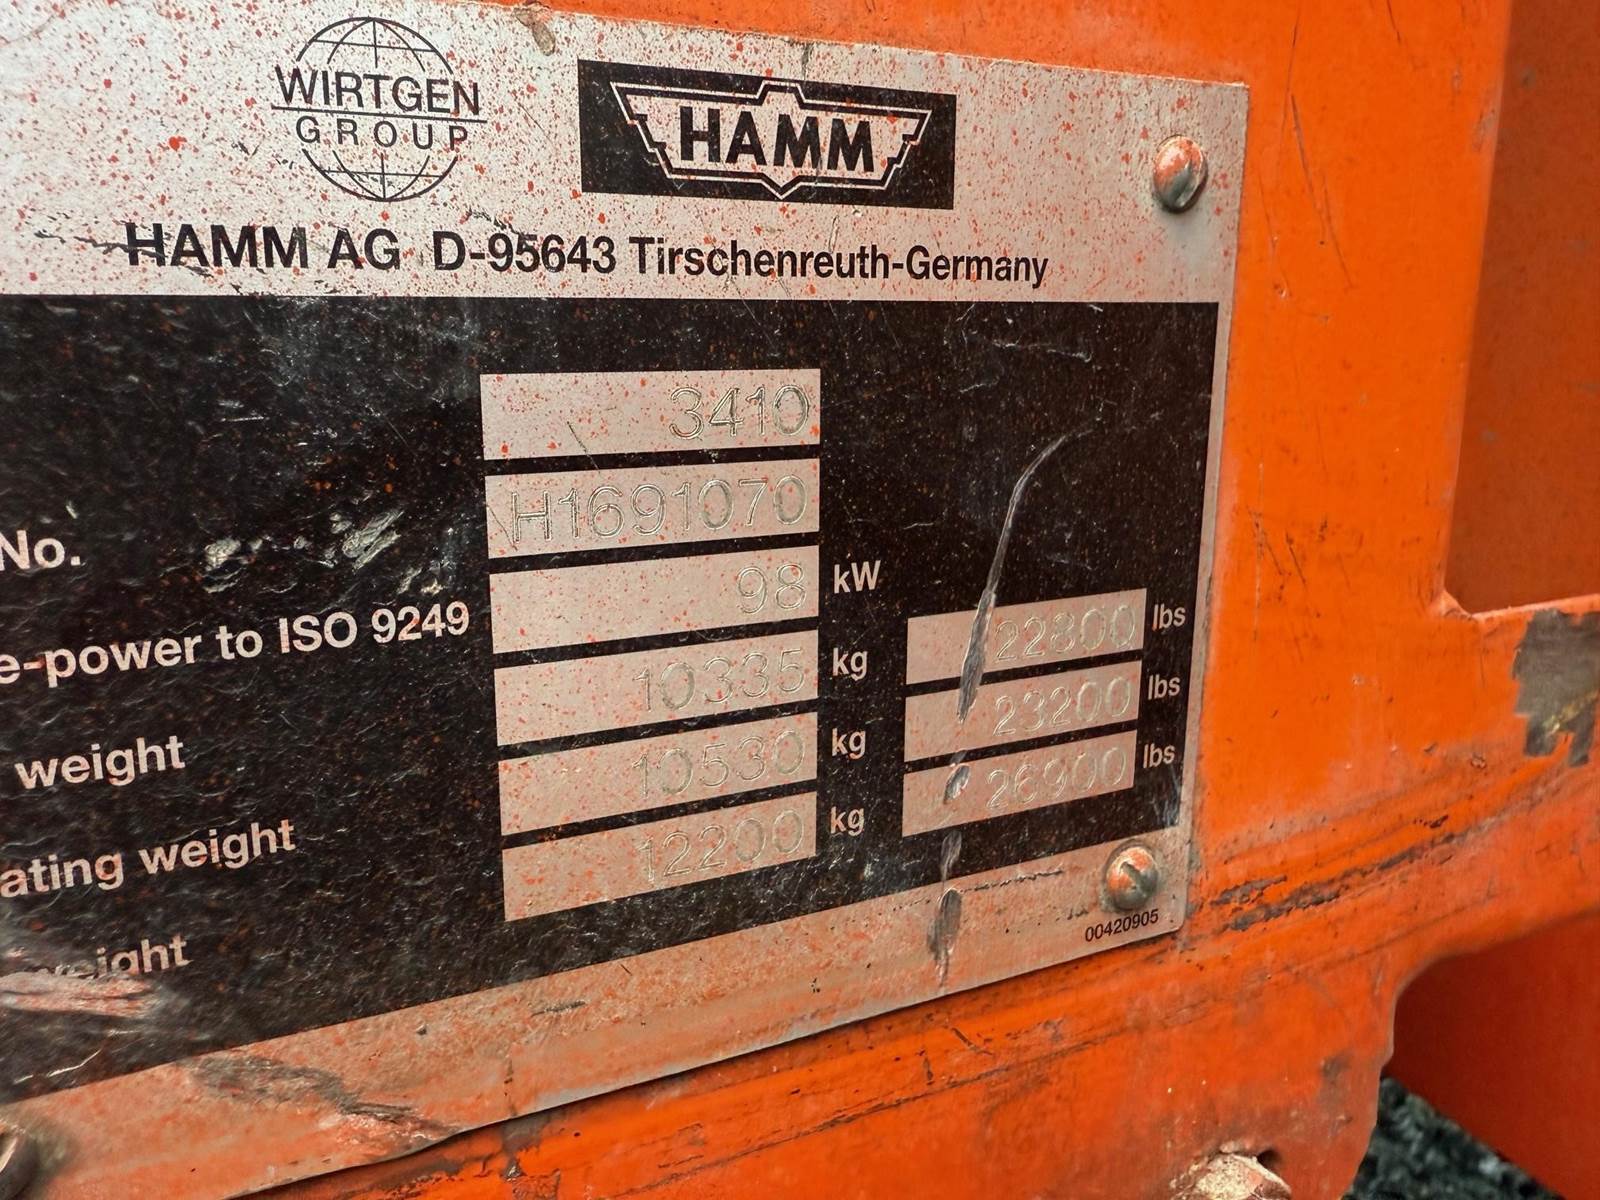 WIRTGEN
GROUP
HAMM
HAMM AG D-95643 Tirschenreuth-Germany
3410
No. H1691070
e-power to ISO 9249 98 kW
weight 10335 kg 22800 lbs
ating weight 10530 kg 23200 lbs
weight 12200 kg 26900 lbs
00420905